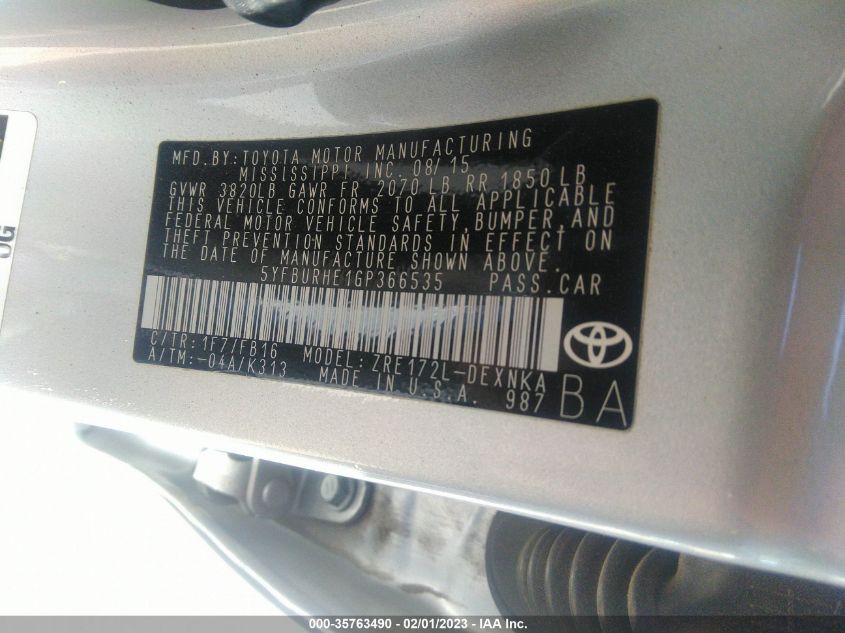 MFD.BY:TOYOTA MOTOR MANUFACTURING
MISSISSIPPI INC. 08/15
GVWR 3820LB GAWR FR 2070 LB RR 1850 LB
THIS VEHICLE CONFORMS TO ALL APPLICABLE
FEDERAL MOTOR VEHICLE SAFETY, BUMPER, AND
THEFT PREVENTION STANDARDS IN EFFECT ON
THE DATE OF MANUFACTURE SHOWN ABOVE.
5YFBURHE1GP366535 PASS.CAR
C/TR: 1F7/FB16 MODEL: ZRE172L-DEXNKA
A/TM:-04A/K313 MADE IN U.S.A. 987
BA
OG
000-35763490 - 02/01/2023 - IAA Inc.